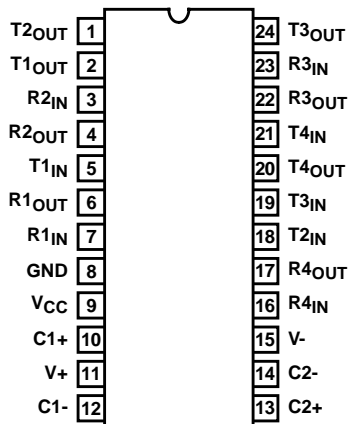 T2OUT 1 24 T3OUT
T1OUT 2 23 R3IN
R2IN 3 22 R3OUT
R2OUT 4 21 T4IN
T1IN 5 20 T4OUT
R1OUT 6 19 T3IN
R1IN 7 18 T2IN
GND 8 17 R4OUT
VCC 9 16 R4IN
C1+ 10 15 V-
V+ 11 14 C2-
C1- 12 13 C2+